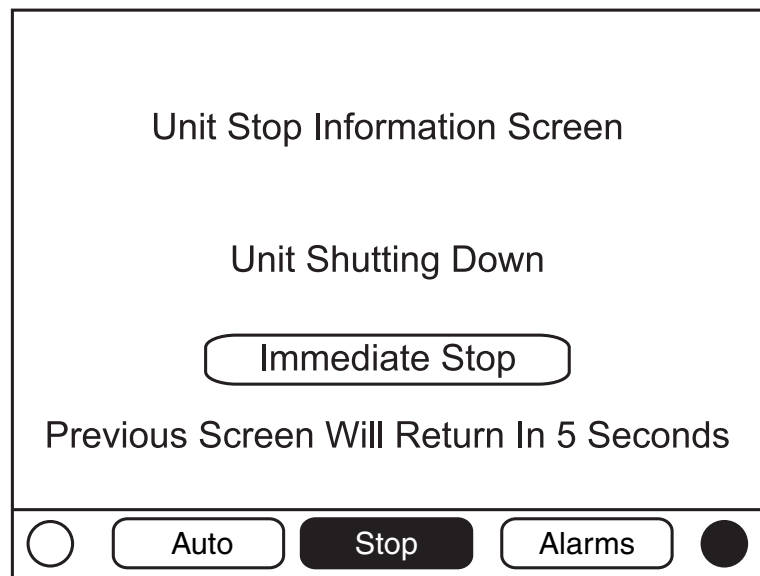 Unit Stop Information Screen
Unit Shutting Down
Immediate Stop
Previous Screen Will Return In 5 Seconds
Auto Stop Alarms